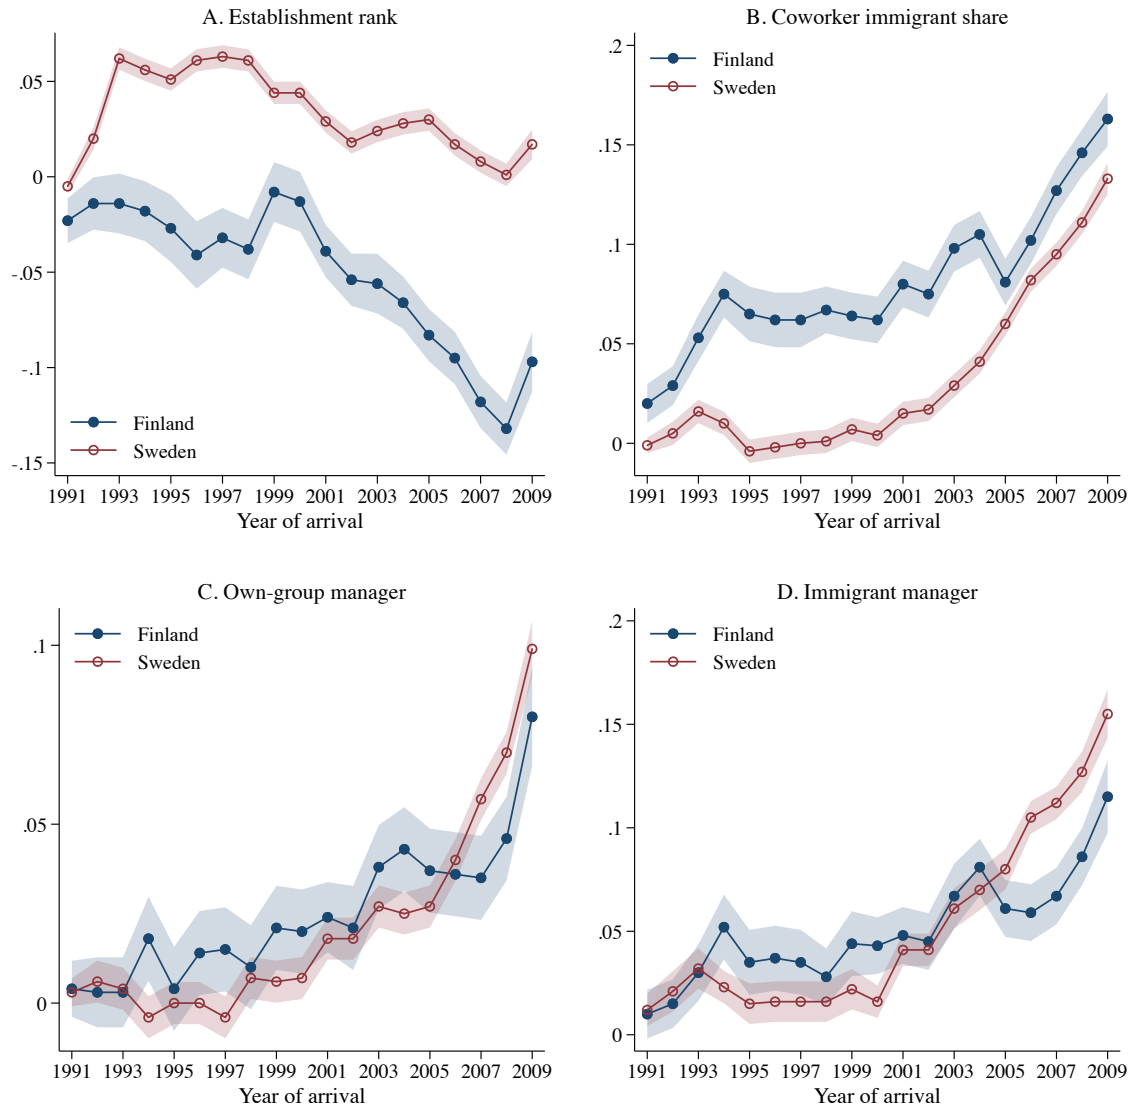 A. Establishment rank
.05
0
-.05
-.1
-.15
Finland
Sweden
1991 1993 1995 1997 1999 2001 2003 2005 2007 2009
Year of arrival
B. Coworker immigrant share
.2
.15
.1
.05
0
Finland
Sweden
1991 1993 1995 1997 1999 2001 2003 2005 2007 2009
Year of arrival
C. Own-group manager
.1
.05
0
Finland
Sweden
1991 1993 1995 1997 1999 2001 2003 2005 2007 2009
Year of arrival
D. Immigrant manager
.2
.15
.1
.05
0
Finland
Sweden
1991 1993 1995 1997 1999 2001 2003 2005 2007 2009
Year of arrival